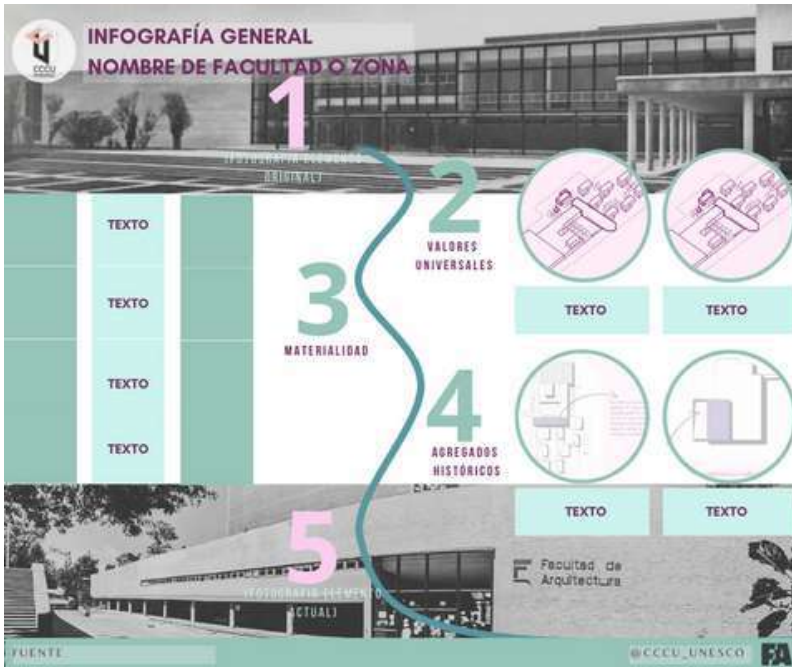 CCCU
INFOGRAFÍA GENERAL
NOMBRE DE FACULTAD O ZONA
1
(FOTOGRAFÍA ELEMENTO
ORIGINAL)
2
VALORES
UNIVERSALES
TEXTO
TEXTO
TEXTO
TEXTO
TEXTO
TEXTO
3
MATERIALIDAD
4
AGREGADOS
HISTÓRICOS
TEXTO
TEXTO
5
(FOTOGRAFÍA ELEMENTO
ACTUAL)
Facultad de
Arquitectura
FUENTE
@CCCU_UNESCO
FA